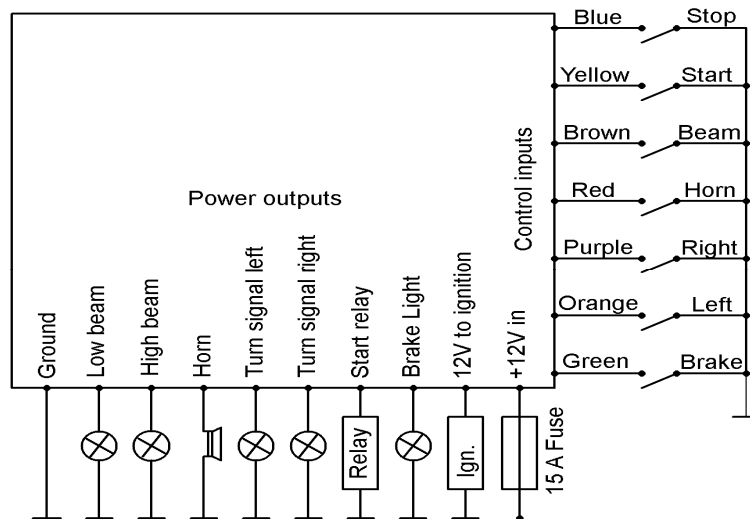 Blue Stop
Yellow Start
Brown Beam
Red Horn
Purple Right
Orange Left
Green Brake
Control inputs
Power outputs
Ground
Low beam
High beam
Horn
Turn signal left
Turn signal right
Start relay
Brake Light
12V to ignition
+12V in
Relay
Ign.
15 A Fuse